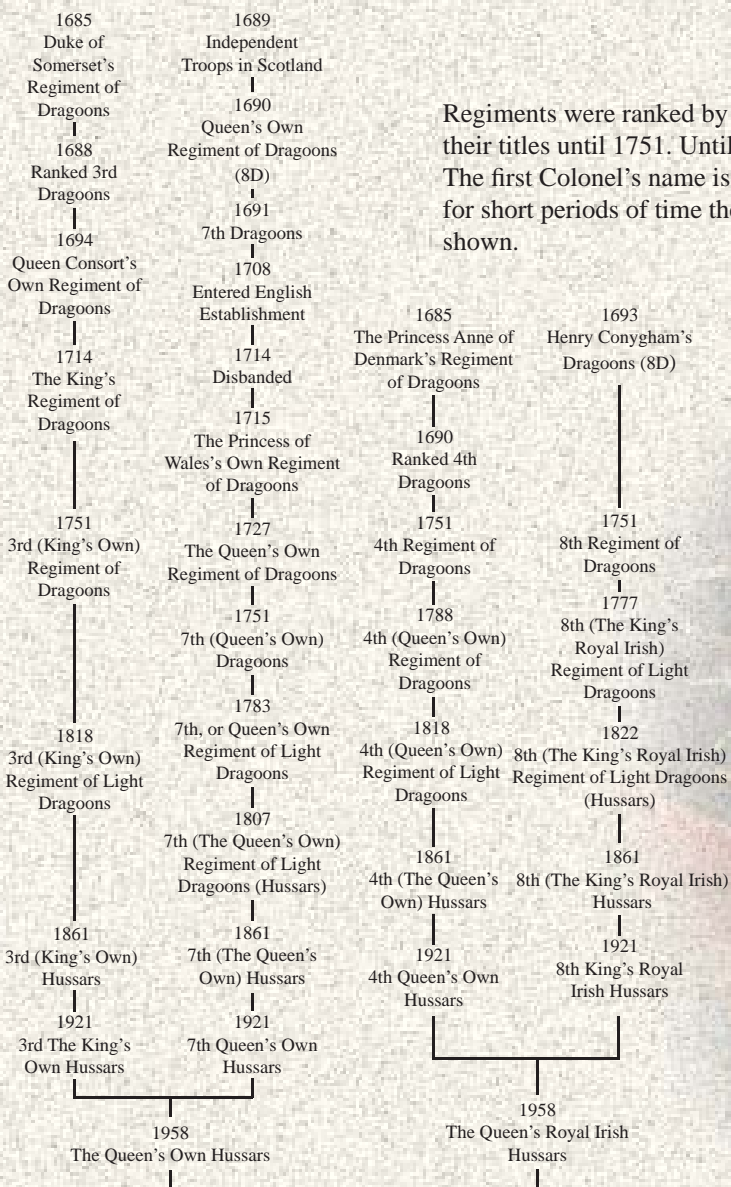 1685
Duke of
Somerset's
Regiment of
Dragoons
1688
Ranked 3rd
Dragoons
1694
Queen Consort's
Own Regiment of
Dragoons
1714
The King's
Regiment of
Dragoons
1751
3rd (King's Own)
Regiment of
Dragoons
1818
3rd (King's Own)
Regiment of Light
Dragoons
1861
3rd (King's Own)
Hussars
1921
3rd The King's
Own Hussars
1689
Independent
Troops in Scotland
1690
Queen's Own
Regiment of Dragoons
(8D)
1691
7th Dragoons
1708
Entered English
Establishment
1714
Disbanded
1715
The Princess of
Wales's Own Regiment
of Dragoons
1727
The Queen's Own
Regiment of Dragoons
1751
7th (Queen's Own)
Dragoons
1783
7th, or Queen's Own
Regiment of Light
Dragoons
1807
7th (The Queen's Own)
Regiment of Light
Dragoons (Hussars)
1861
7th (The Queen's
Own) Hussars
1921
7th Queen's Own
Hussars
1958
The Queen's Own Hussars
Regiments were ranked by
their titles until 1751. Until
The first Colonel's name is
for short periods of time the
shown.
1685
The Princess Anne of
Denmark's Regiment
of Dragoons
1690
Ranked 4th
Dragoons
1751
4th Regiment of
Dragoons
1788
4th (Queen's Own)
Regiment of
Dragoons
1818
4th (Queen's Own)
Regiment of Light
Dragoons
1861
4th (The Queen's
Own) Hussars
1921
4th Queen's Own
Hussars
1693
Henry Conygham's
Dragoons (8D)
1751
8th Regiment of
Dragoons
1777
8th (The King's
Royal Irish)
Regiment of Light
Dragoons
1822
8th (The King's Royal Irish)
Regiment of Light Dragoons
(Hussars)
1861
8th (The King's Royal Irish)
Hussars
1921
8th King's Royal
Irish Hussars
1958
The Queen's Royal Irish
Hussars